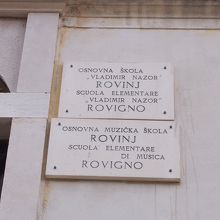 OSNOVNA ŠKOLA
„VLADIMIR NAZOR"
ROVINJ
SCUOLA ELEMENTARE
„VLADIMIR NAZOR"
ROVIGNO
OSNOVNA MUZIČKA ŠKOLA
ROVINJ
SCUOLA ELEMENTARE
DI MUSICA
ROVIGNO